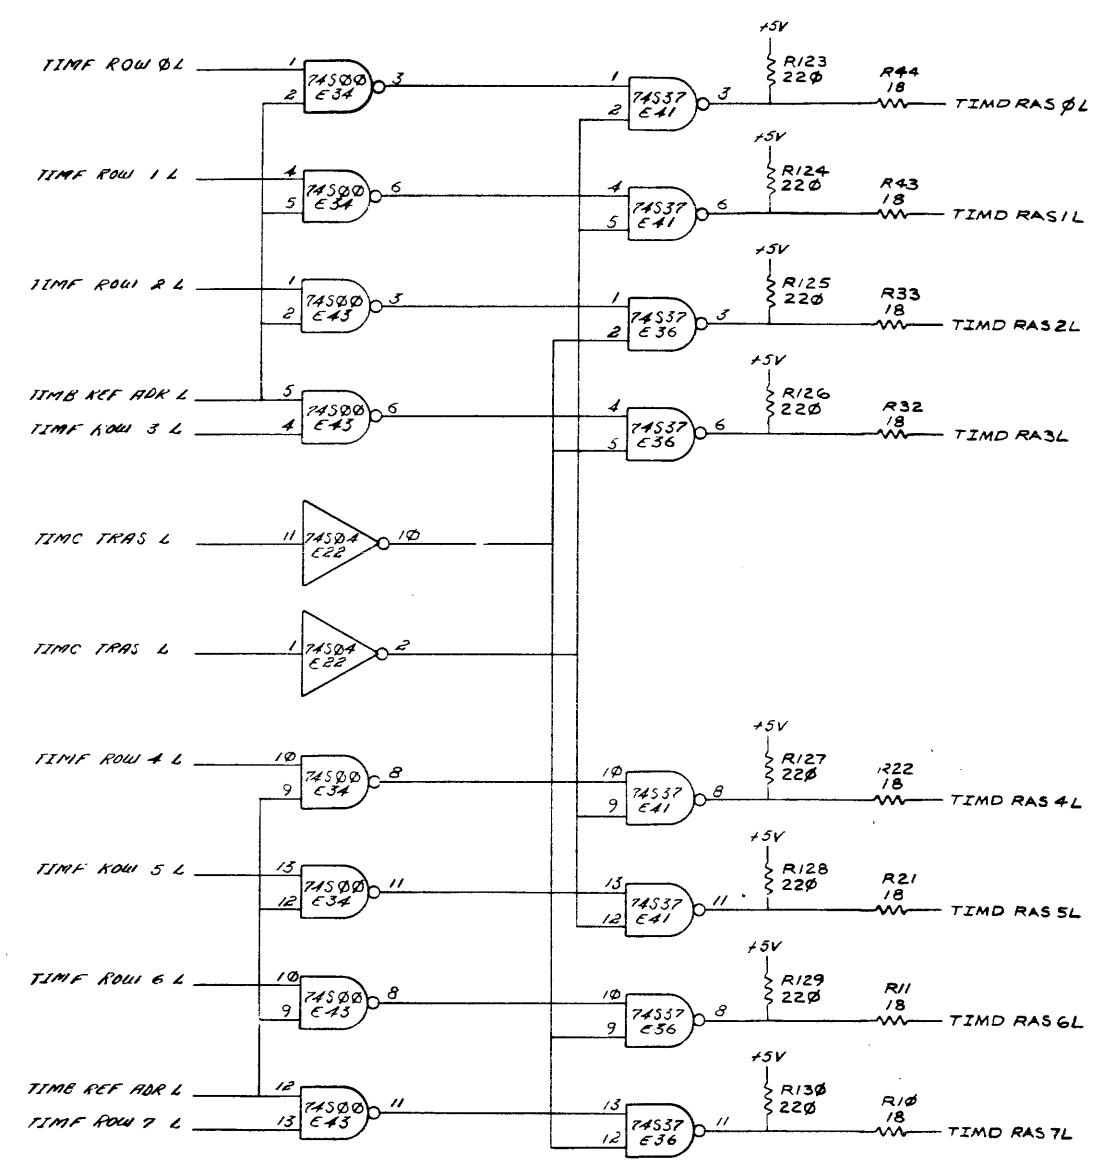 +5V
TIMF ROW ØL
1
74SØØ
E34
3
2
1
74S37
E41
3
2
R123
22Ø
R44
18
TIMD RAS ØL
+5V
TIMF ROW 1 L
4
74SØØ
E34
6
5
4
74S37
E41
6
5
R124
22Ø
R43
18
TIMD RAS1L
+5V
TIMF ROW 2 L
1
74SØØ
E43
3
2
1
74S37
E36
3
2
R125
22Ø
R33
18
TIMD RAS2L
+5V
TIMB REF ADR L
TIMF ROW 3 L
5
4
74SØØ
E43
6
4
74S37
E36
6
5
R126
22Ø
R32
18
TIMD RA3L
TIMC TRAS L
11
74SØ4
E22
1Ø
TIMC TRAS L
1
74SØ4
E22
2
+5V
TIMF ROW 4 L
1Ø
74SØØ
E34
8
9
1Ø
74S37
E41
8
9
R127
22Ø
R22
18
TIMD RAS 4L
+5V
TIMF ROW 5 L
13
74SØØ
E34
11
12
13
74S37
E41
11
12
R128
22Ø
R21
18
TIMD RAS 5L
+5V
TIMF ROW 6 L
1Ø
74SØØ
E43
8
9
1Ø
74S37
E36
8
9
R129
22Ø
R11
18
TIMD RAS 6L
+5V
TIMB REF ADR L
TIMF ROW 7 L
12
13
74SØØ
E43
11
13
74S37
E36
11
12
R13Ø
22Ø
R1Ø
18
TIMD RAS 7L